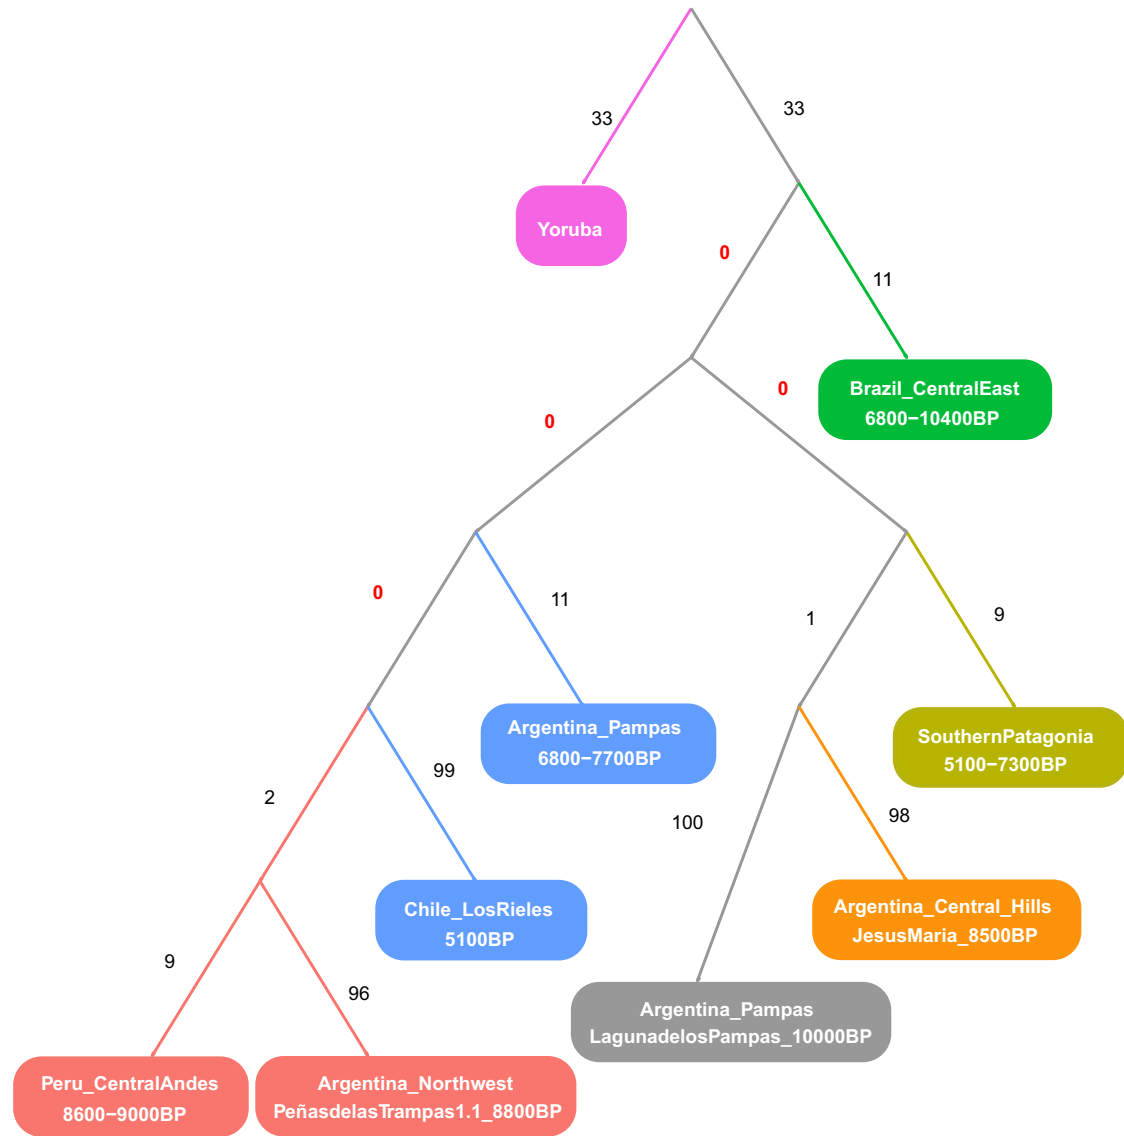 33
33
Yoruba
0
11
0
Brazil_CentralEast
6800−10400BP
0
0
11
1
9
Argentina_Pampas
6800−7700BP
SouthernPatagonia
5100−7300BP
2
99
100
98
Chile_LosRieles
5100BP
Argentina_Central_Hills
JesusMaria_8500BP
9
96
Argentina_Pampas
LagunadelosPampas_10000BP
Peru_CentralAndes
8600−9000BP
Argentina_Northwest
PeñasdelasTrampas1.1_8800BP